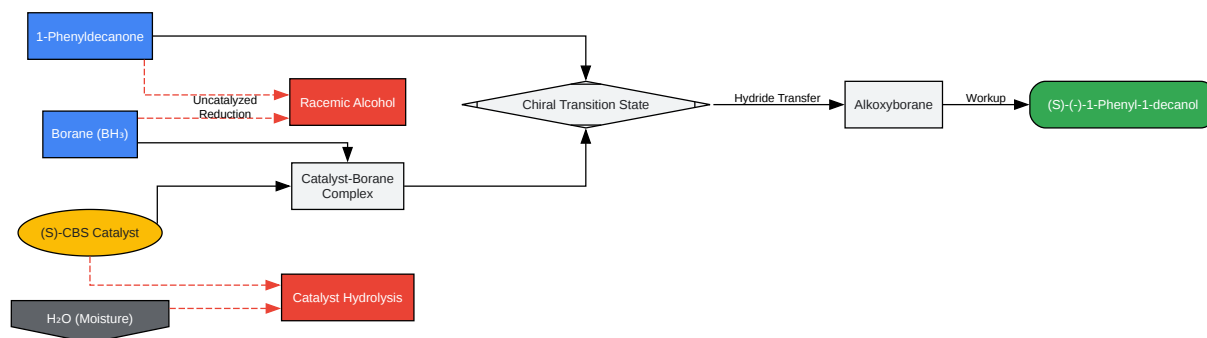 1-Phenyldecanone
Uncatalyzed
Reduction
Racemic Alcohol
Borane (BH₃)
Chiral Transition State
Hydride Transfer
Alkoxyborane
Workup
(S)-(-)-1-Phenyl-1-decanol
Catalyst-Borane
Complex
(S)-CBS Catalyst
Catalyst Hydrolysis
H₂O (Moisture)